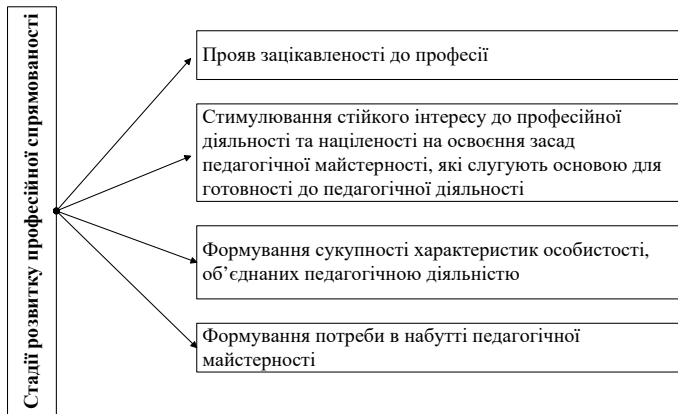 Стадії розвитку професійної спрямованості
Прояв зацікавленості до професії
Стимулювання стійкого інтересу до професійної
діяльності та націленості на освоєння засад
педагогічної майстерності, які слугують основою для
готовності до педагогічної діяльності
Формування сукупності характеристик особистості,
об’єднаних педагогічною діяльністю
Формування потреби в набутті педагогічної
майстерності